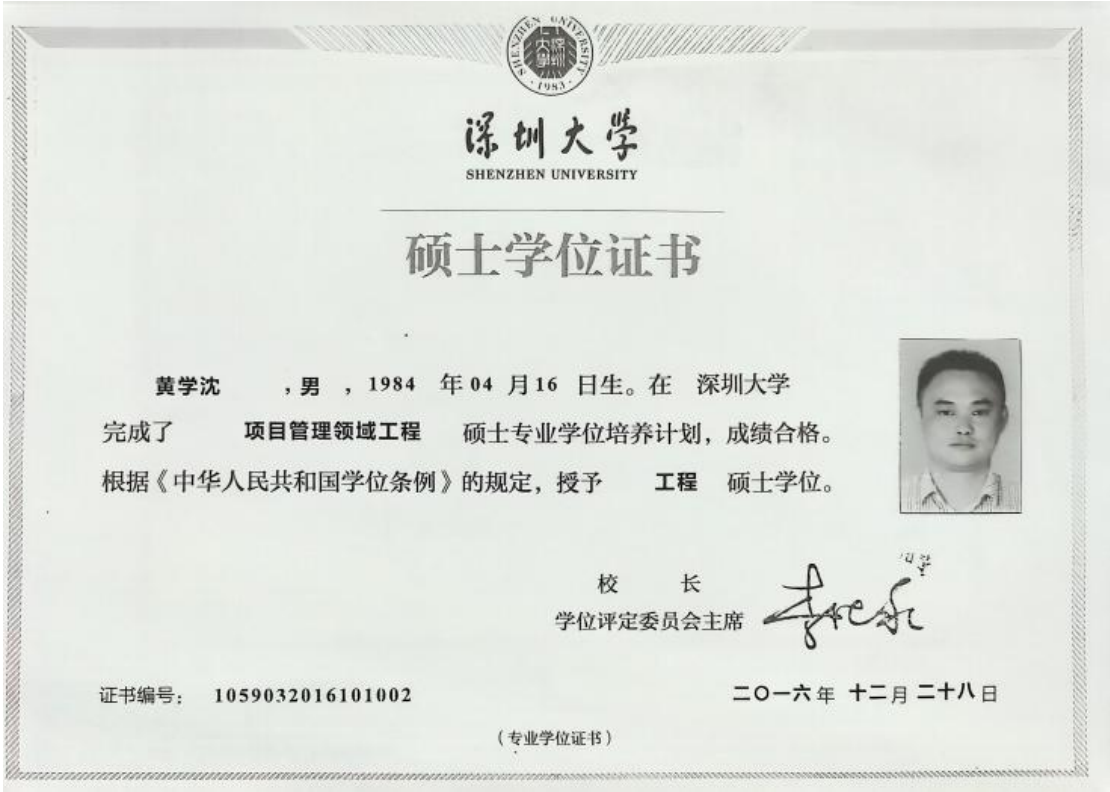 SHENZHEN UNIVERSITY
深圳大学
·1983·
深圳大学
SHENZHEN UNIVERSITY
硕士学位证书
黄学沈 ,男 , 1984 年 04 月 16 日生。在 深圳大学
完成了 项目管理领域工程 硕士专业学位培养计划，成绩合格。
根据《中华人民共和国学位条例》的规定，授予 工程 硕士学位。
校 长
学位评定委员会主席
证书编号： 1059032016101002
二〇一六年 十二月 二十八日
（专业学位证书）